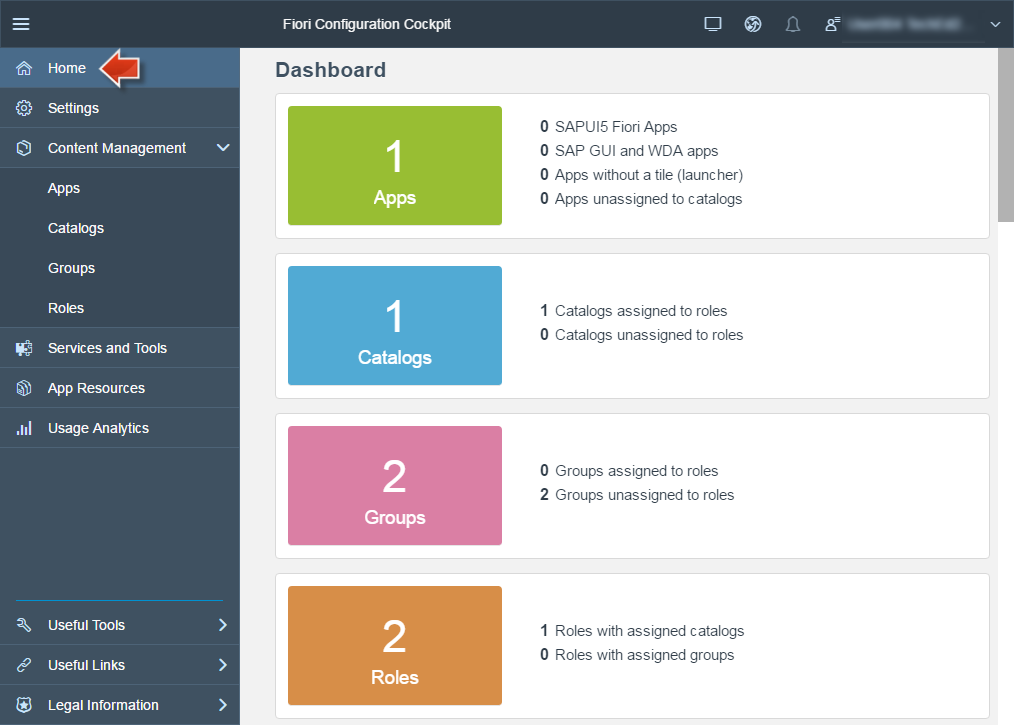 Fiori Configuration Cockpit
Home
Settings
Content Management
Apps
Catalogs
Groups
Roles
Services and Tools
App Resources
Usage Analytics
Useful Tools
Useful Links
Legal Information
Dashboard
1
Apps
0 SAPUI5 Fiori Apps
0 SAP GUI and WDA apps
0 Apps without a tile (launcher)
0 Apps unassigned to catalogs
1
Catalogs
1 Catalogs assigned to roles
0 Catalogs unassigned to roles
2
Groups
0 Groups assigned to roles
2 Groups unassigned to roles
2
Roles
1 Roles with assigned catalogs
0 Roles with assigned groups